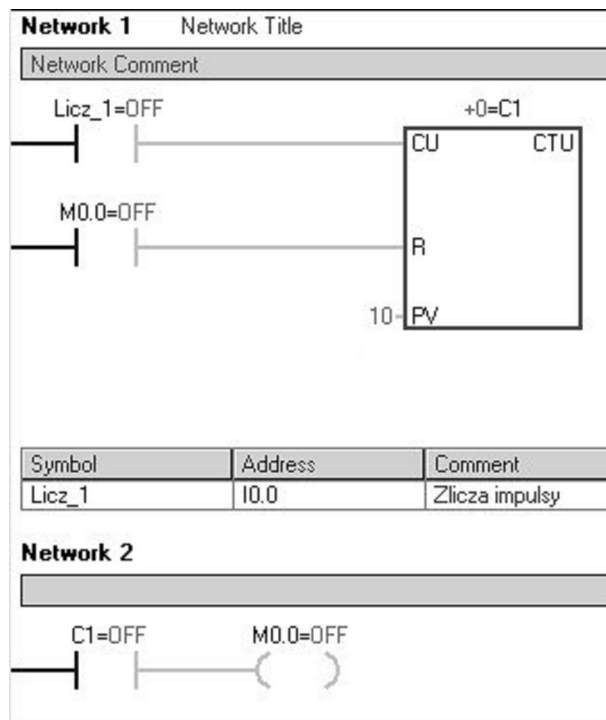 Network 1 Network Title
Network Comment
Licz_1=OFF +0=C1
CU CTU
M0.0=OFF
R
10 PV
Symbol Address Comment
Licz_1 I0.0 Zlicza impulsy
Network 2
C1=OFF M0.0=OFF